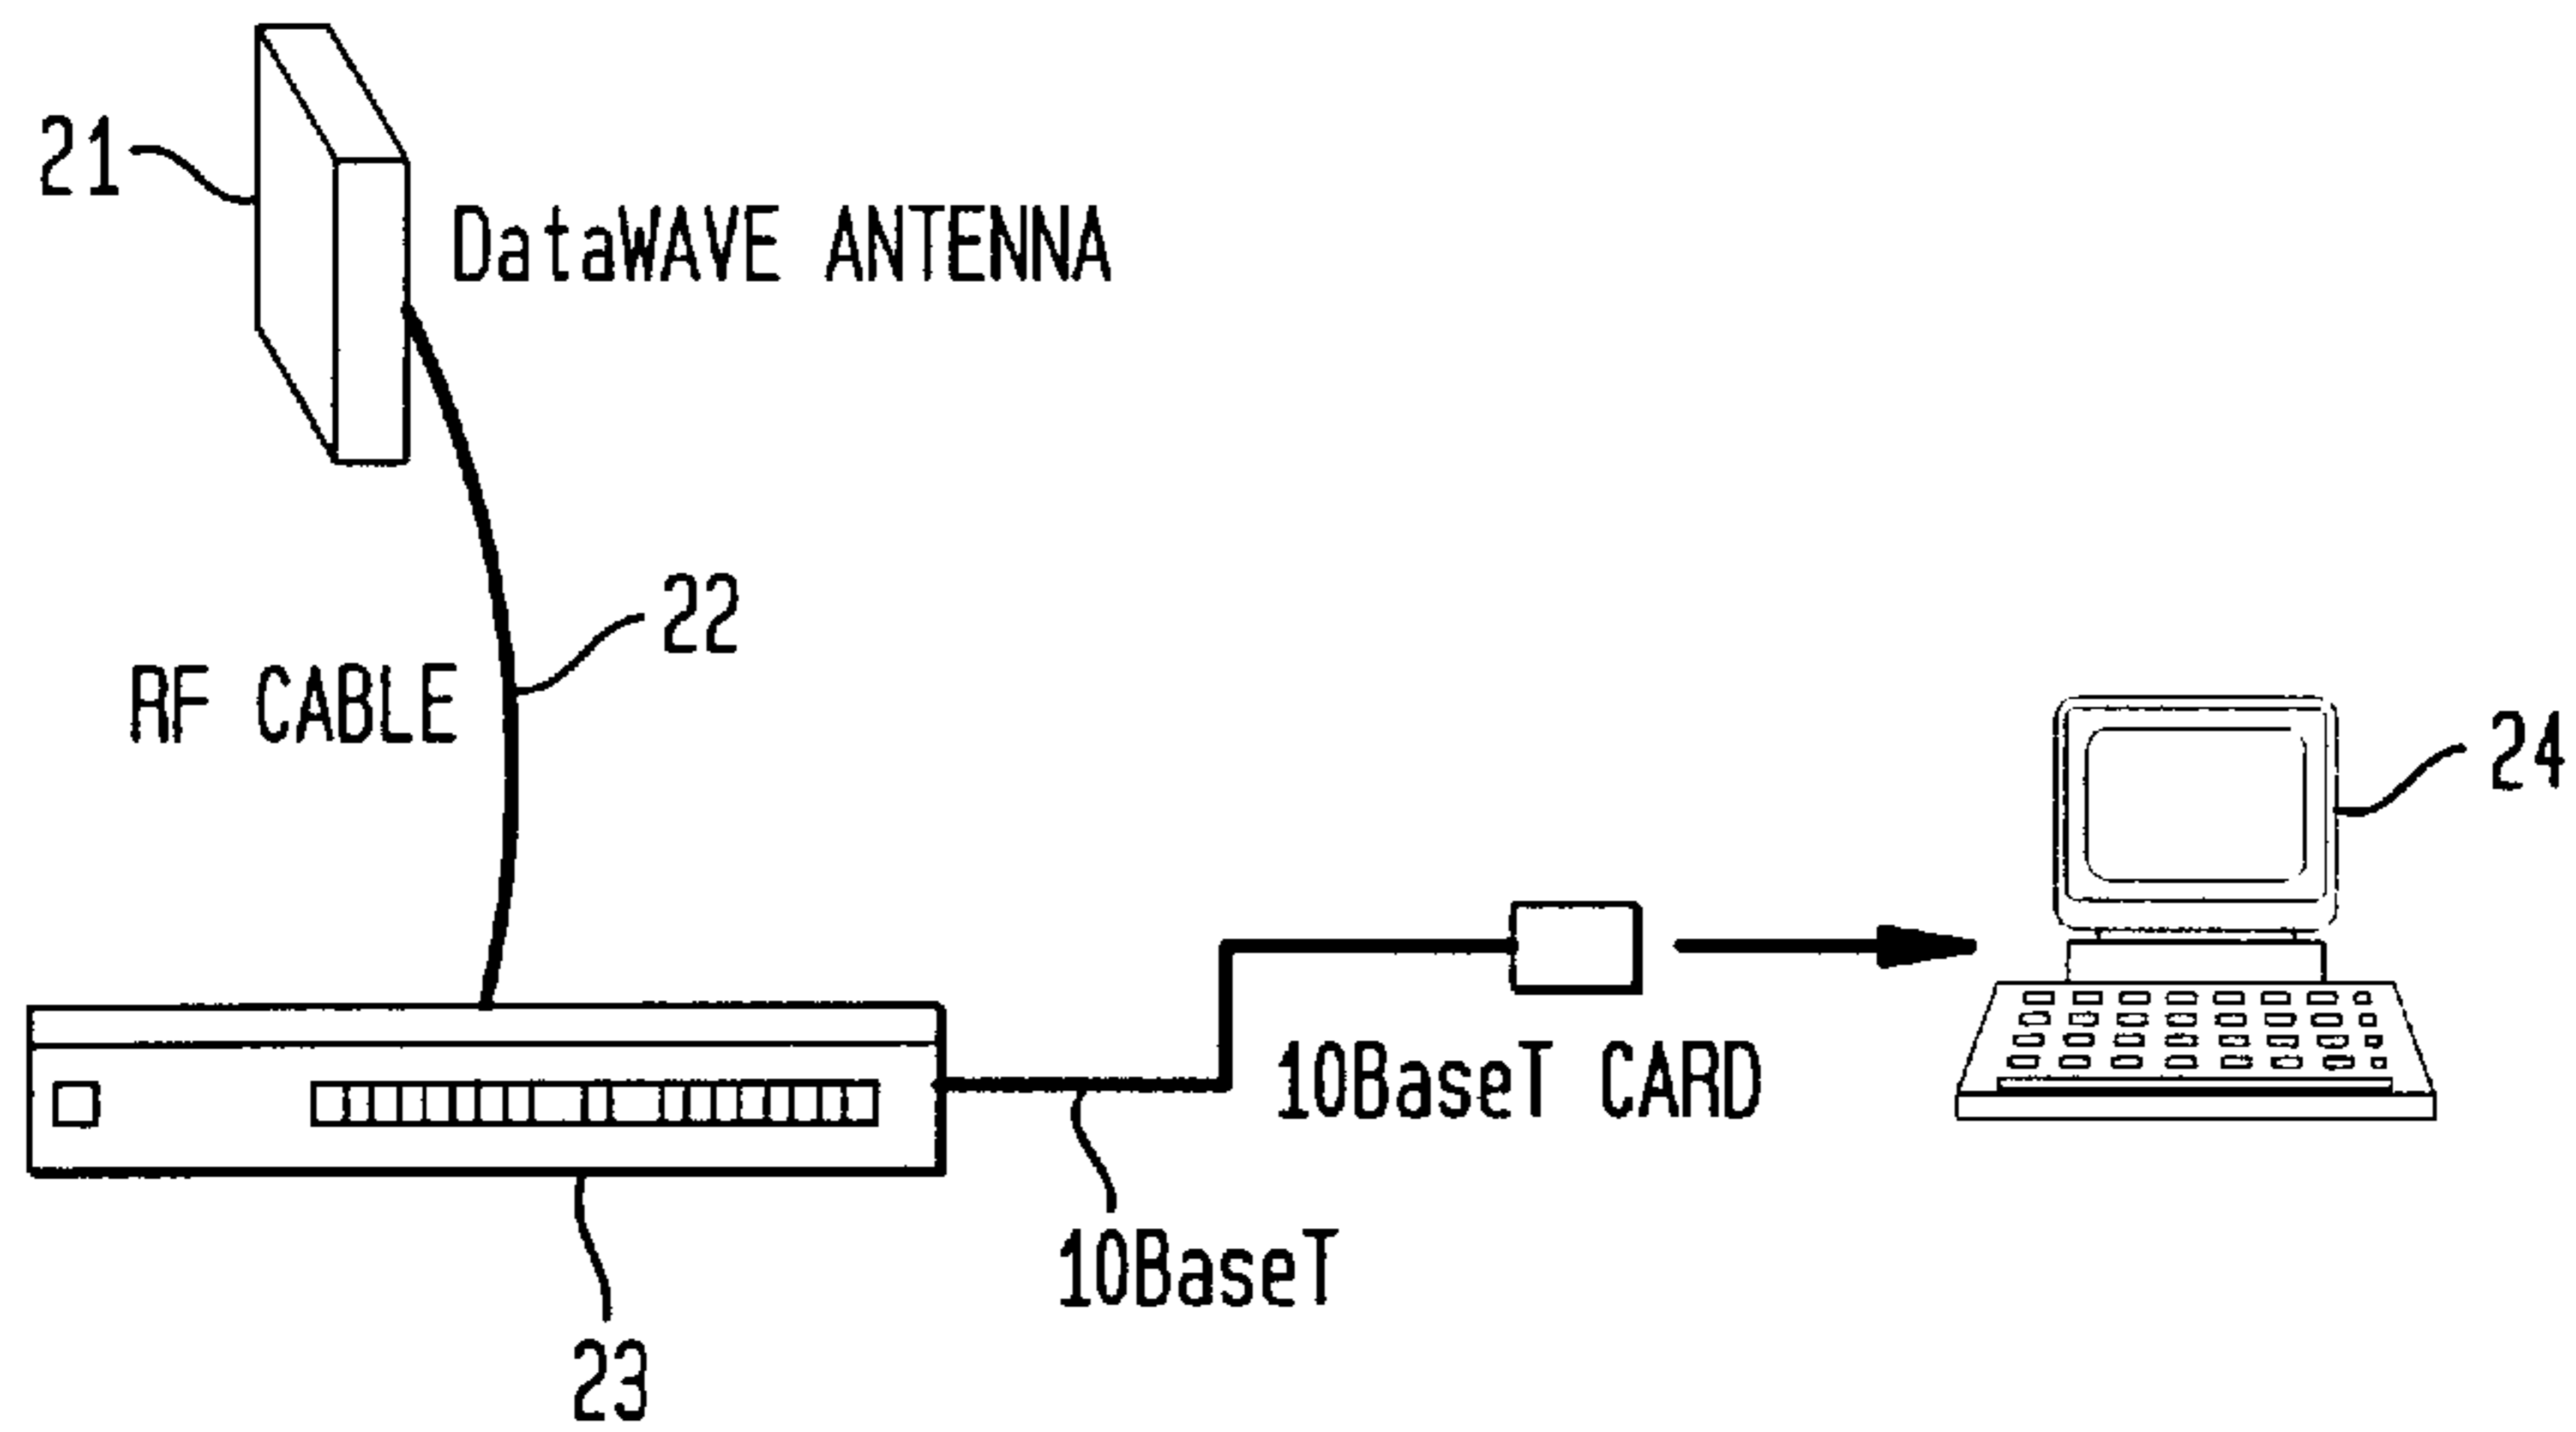 21
DataWAVE ANTENNA
22
RF CABLE
24
10BaseT CARD
10BaseT
23